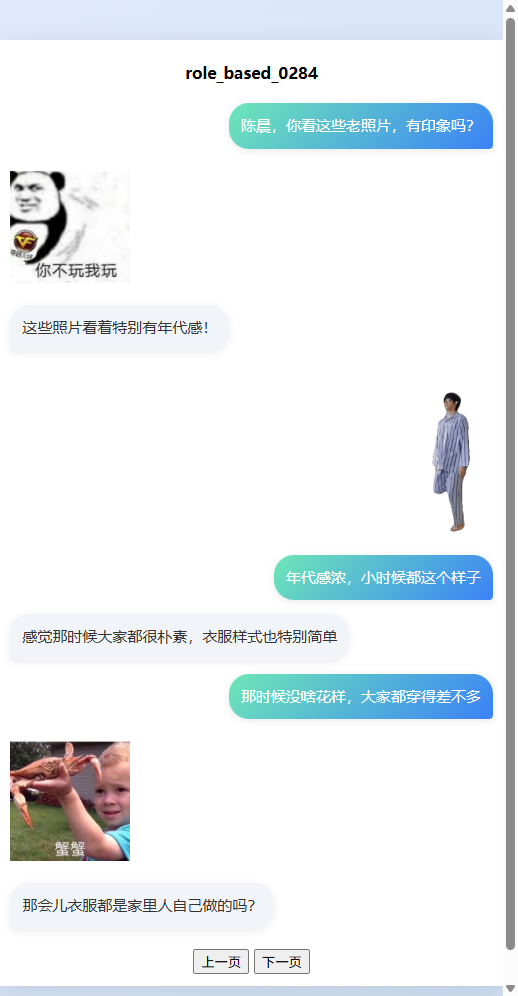 role_based_0284
陈晨，你看这些老照片，有印象吗？
你不玩我玩
这些照片看着特别有年代感！
年代感浓，小时候都这个样子
感觉那时候大家都很朴素，衣服样式也特别简单
那时候没啥花样，大家都穿得差不多
蟹蟹
那会儿衣服都是家里人自己做的吗？
上一页 下一页